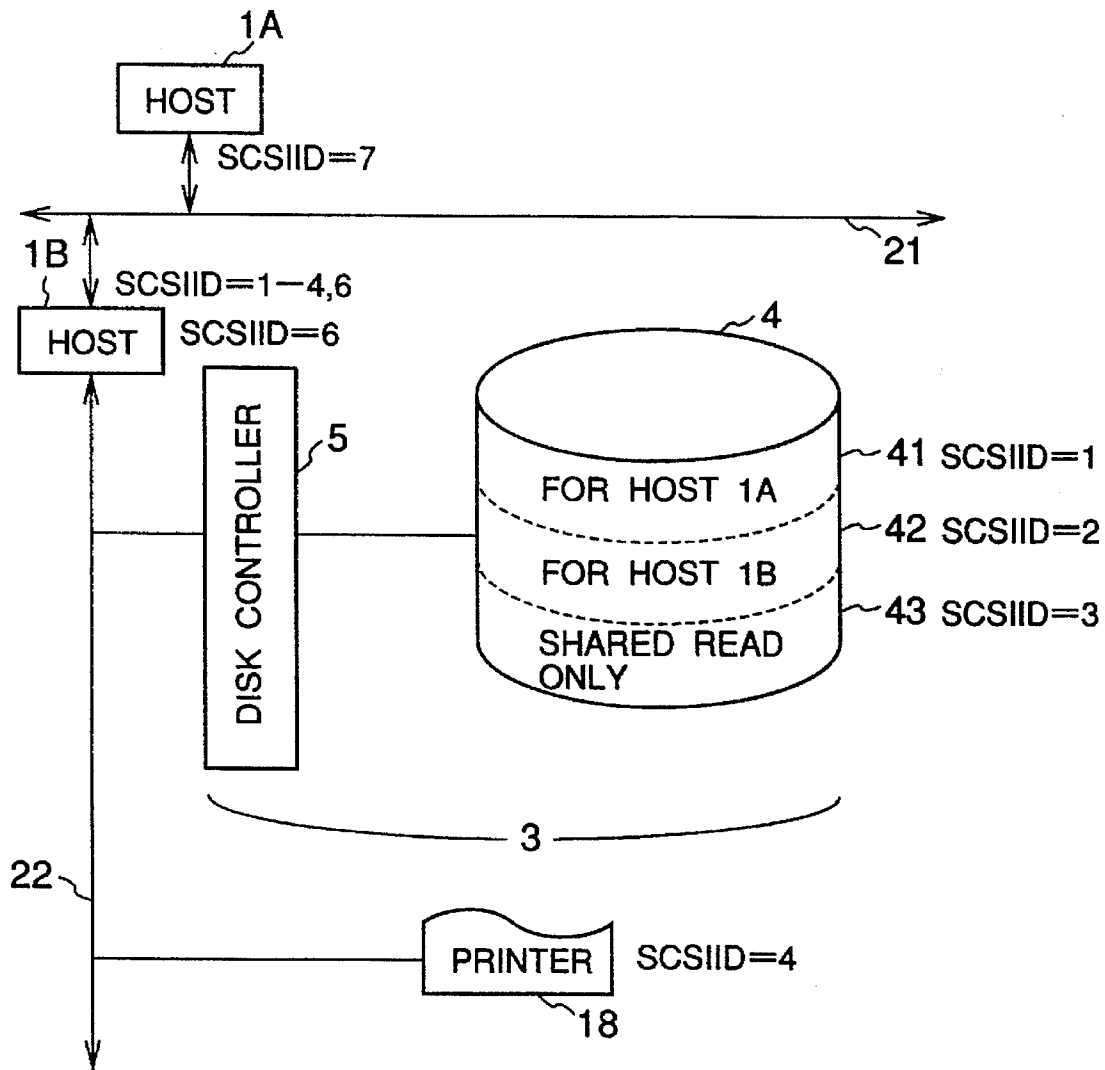 1A
HOST
SCSIID=7
21
1B
SCSIID=1-4,6
HOST
SCSIID=6
4
DISK CONTROLLER
5
41 SCSIID=1
FOR HOST 1A
42 SCSIID=2
FOR HOST 1B
43 SCSIID=3
SHARED READ
ONLY
3
22
PRINTER
SCSIID=4
18